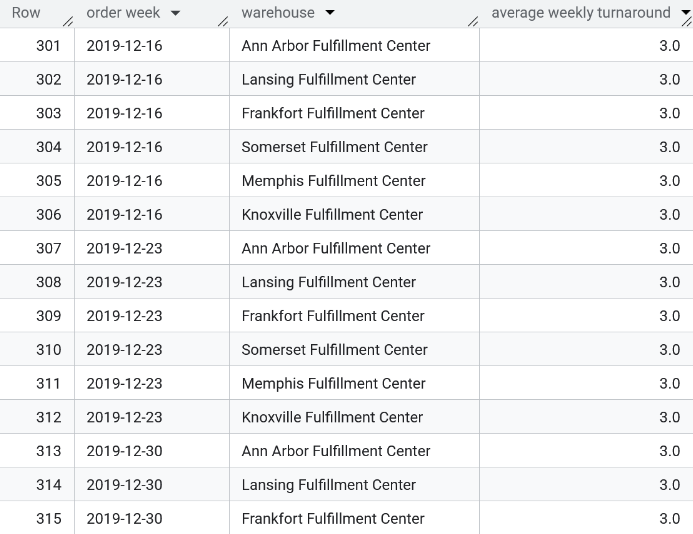 Row order week warehouse average weekly turnaround
301 2019-12-16 Ann Arbor Fulfillment Center 3.0
302 2019-12-16 Lansing Fulfillment Center 3.0
303 2019-12-16 Frankfort Fulfillment Center 3.0
304 2019-12-16 Somerset Fulfillment Center 3.0
305 2019-12-16 Memphis Fulfillment Center 3.0
306 2019-12-16 Knoxville Fulfillment Center 3.0
307 2019-12-23 Ann Arbor Fulfillment Center 3.0
308 2019-12-23 Lansing Fulfillment Center 3.0
309 2019-12-23 Frankfort Fulfillment Center 3.0
310 2019-12-23 Somerset Fulfillment Center 3.0
311 2019-12-23 Memphis Fulfillment Center 3.0
312 2019-12-23 Knoxville Fulfillment Center 3.0
313 2019-12-30 Ann Arbor Fulfillment Center 3.0
314 2019-12-30 Lansing Fulfillment Center 3.0
315 2019-12-30 Frankfort Fulfillment Center 3.0